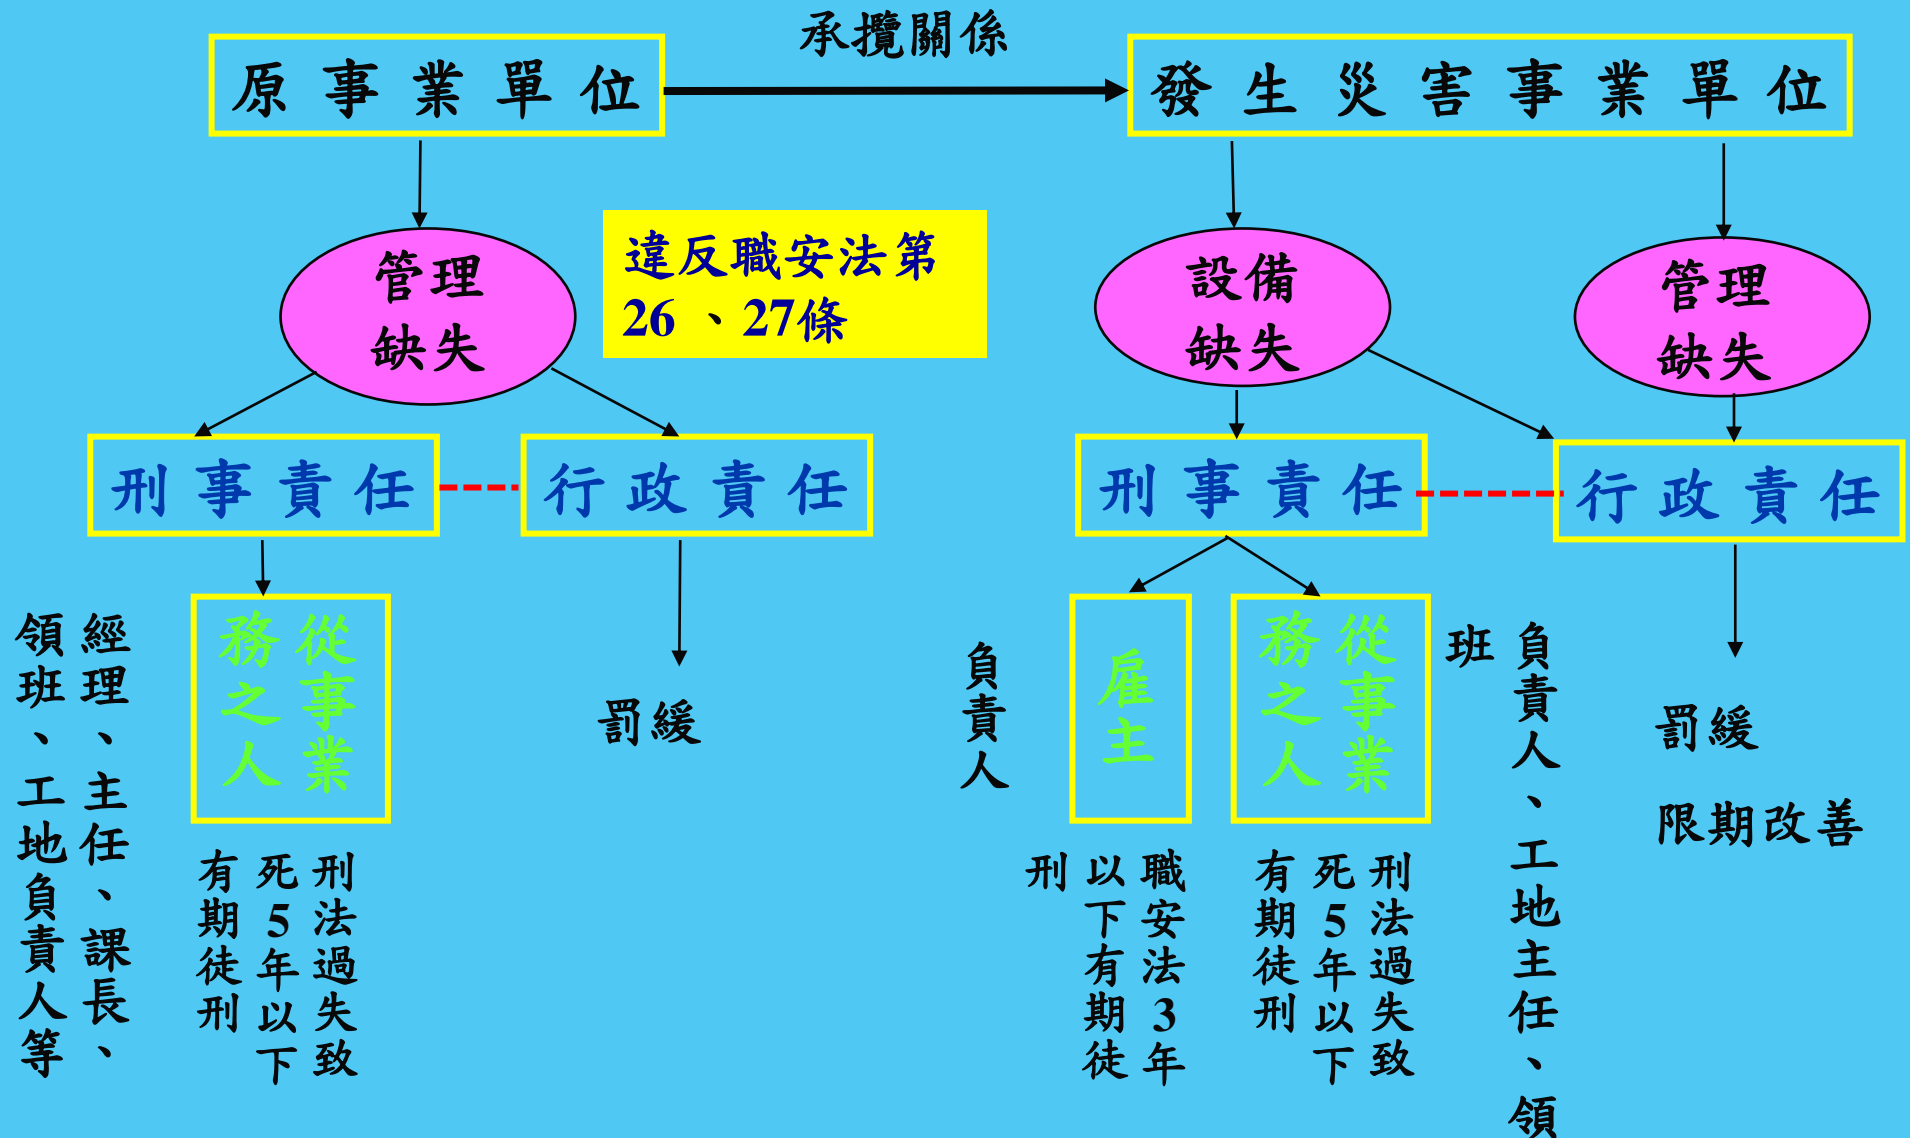 承攬關係
原事業單位
發生災害事業單位
管理
缺失
違反職安法第
26、27條
設備
缺失
管理
缺失
刑事責任
行政責任
刑事責任
行政責任
經理、主任、課長、
領班、工地負責人等
從事業
務之人
刑法過失致
死5年以下
有期徒刑
罰緩
負責人
雇主
職安法3年
以下有期徒
刑
從事業
務之人
刑法過失致
死5年以下
有期徒刑
負責人、工地主任、領
班
罰緩
限期改善